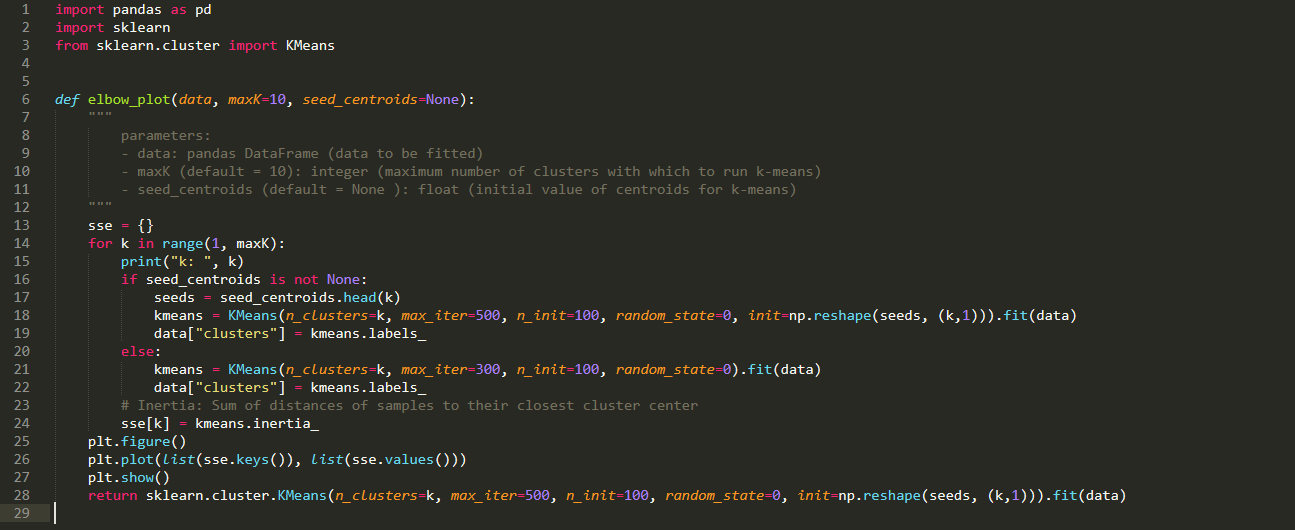 1 import pandas as pd
2 import sklearn
3 from sklearn.cluster import KMeans
4
5
6 def elbow_plot(data, maxK=10, seed_centroids=None):
7     """
8         parameters:
9         - data: pandas DataFrame (data to be fitted)
10         - maxK (default = 10): integer (maximum number of clusters with which to run k-means)
11         - seed_centroids (default = None ): float (initial value of centroids for k-means)
12     """
13     sse = {}
14     for k in range(1, maxK):
15         print("k: ", k)
16         if seed_centroids is not None:
17             seeds = seed_centroids.head(k)
18             kmeans = KMeans(n_clusters=k, max_iter=500, n_init=100, random_state=0, init=np.reshape(seeds, (k,1))).fit(data)
19             data["clusters"] = kmeans.labels_
20         else:
21             kmeans = KMeans(n_clusters=k, max_iter=300, n_init=100, random_state=0).fit(data)
22             data["clusters"] = kmeans.labels_
23         # Inertia: Sum of distances of samples to their closest cluster center
24         sse[k] = kmeans.inertia_
25     plt.figure()
26     plt.plot(list(sse.keys()), list(sse.values()))
27     plt.show()
28     return sklearn.cluster.KMeans(n_clusters=k, max_iter=500, n_init=100, random_state=0, init=np.reshape(seeds, (k,1))).fit(data)
29